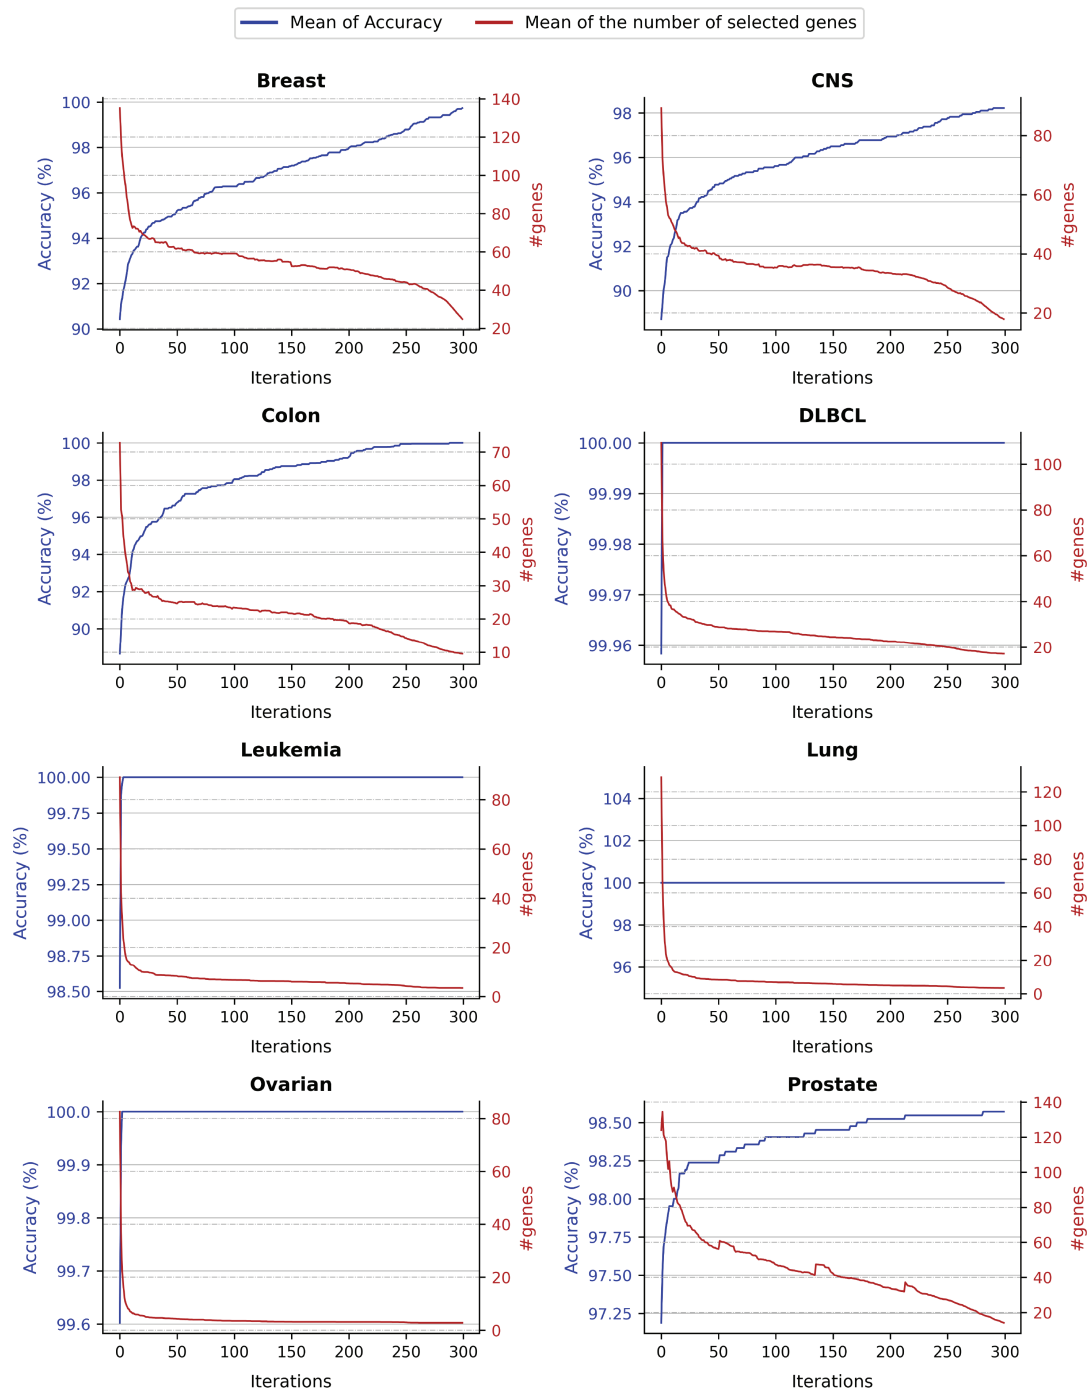 Mean of Accuracy Mean of the number of selected genes
Breast
Accuracy (%)
100
98
96
94
92
90
140
120
100
80
60
40
20
#genes
0 50 100 150 200 250 300
Iterations
CNS
Accuracy (%)
98
96
94
92
90
80
60
40
20
#genes
0 50 100 150 200 250 300
Iterations
Colon
Accuracy (%)
100
98
96
94
92
90
70
60
50
40
30
20
10
#genes
0 50 100 150 200 250 300
Iterations
DLBCL
Accuracy (%)
100.00
99.99
99.98
99.97
99.96
100
80
60
40
20
#genes
0 50 100 150 200 250 300
Iterations
Leukemia
Accuracy (%)
100.00
99.75
99.50
99.25
99.00
98.75
98.50
80
60
40
20
0
#genes
0 50 100 150 200 250 300
Iterations
Lung
Accuracy (%)
104
102
100
98
96
120
100
80
60
40
20
0
#genes
0 50 100 150 200 250 300
Iterations
Ovarian
Accuracy (%)
100.0
99.9
99.8
99.7
99.6
80
60
40
20
0
#genes
0 50 100 150 200 250 300
Iterations
Prostate
Accuracy (%)
98.50
98.25
98.00
97.75
97.50
97.25
140
120
100
80
60
40
20
#genes
0 50 100 150 200 250 300
Iterations